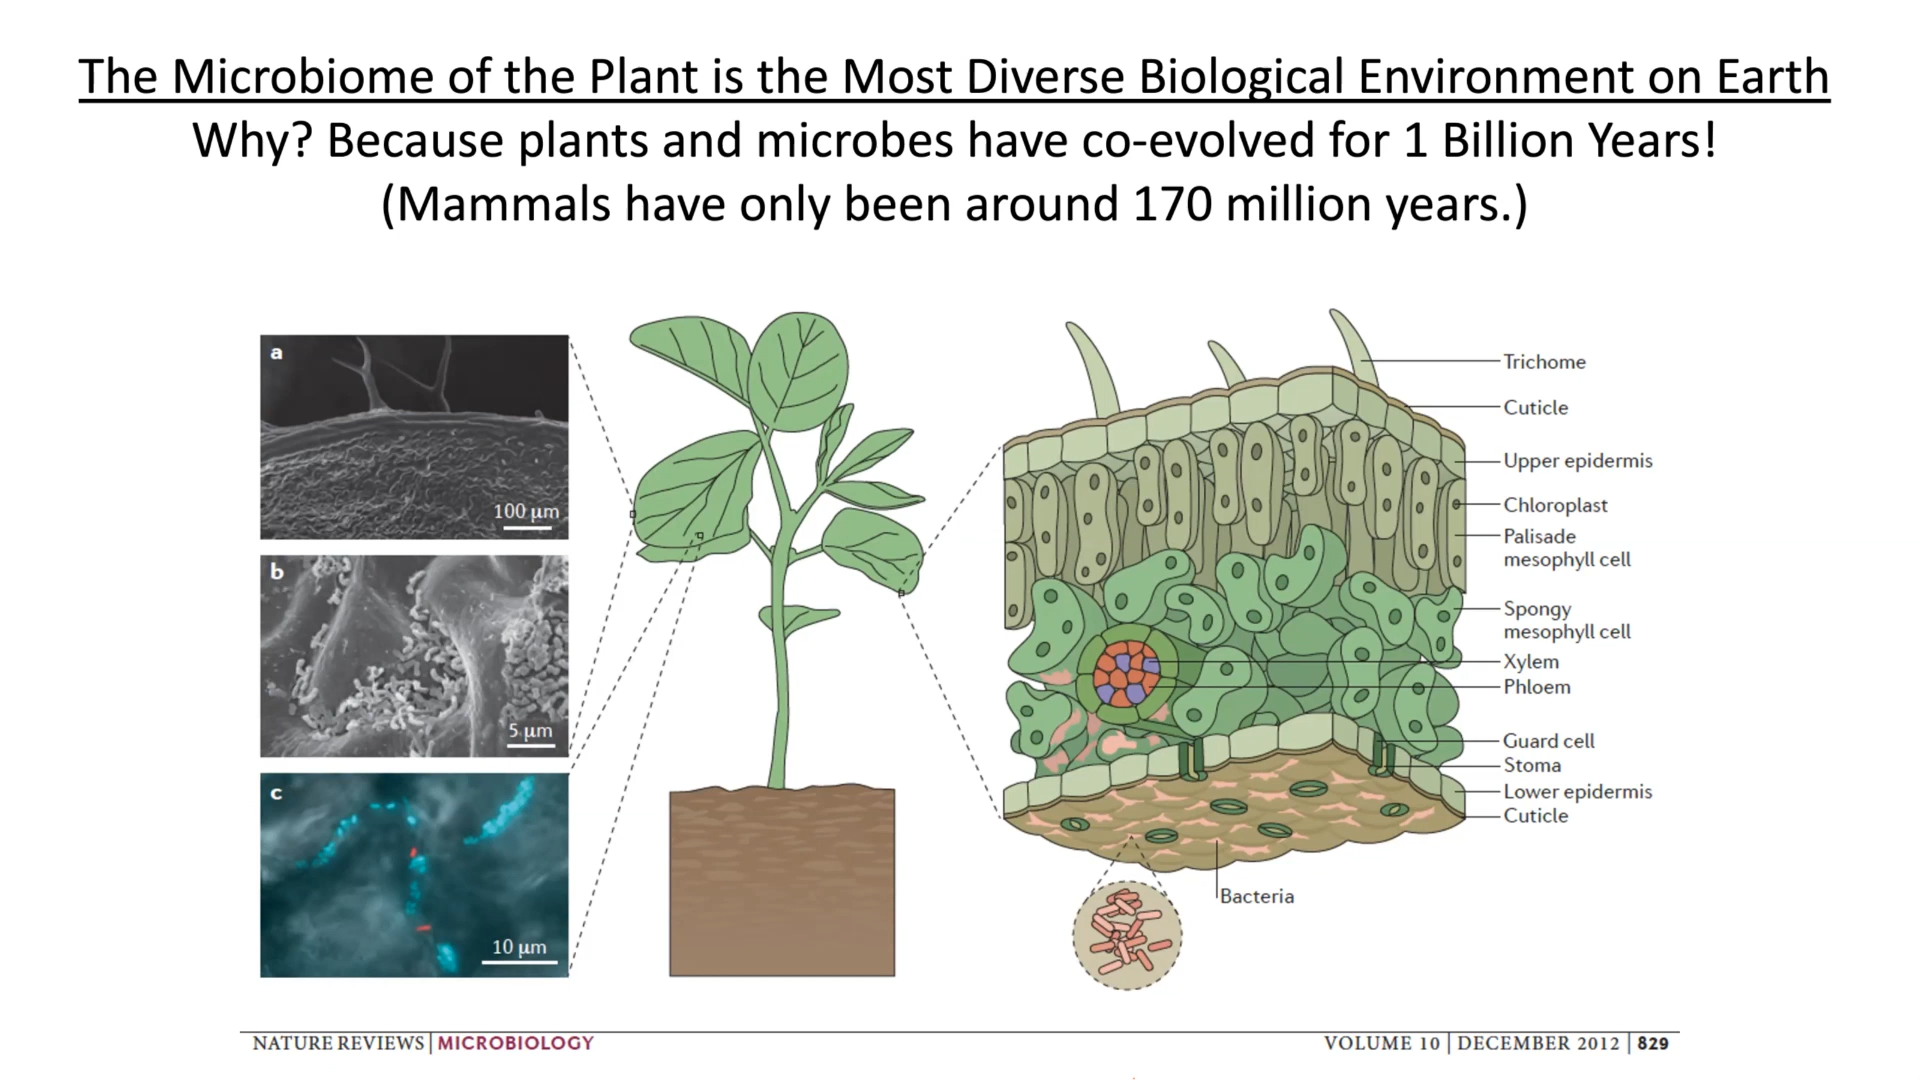 The Microbiome of the Plant is the Most Diverse Biological Environment on Earth
Why? Because plants and microbes have co-evolved for 1 Billion Years!
(Mammals have only been around 170 million years.)
a
100 µm
b
5 µm
c
10 µm
Trichome
Cuticle
Upper epidermis
Chloroplast
Palisade
mesophyll cell
Spongy
mesophyll cell
Xylem
Phloem
Guard cell
Stoma
Lower epidermis
Cuticle
Bacteria
NATURE REVIEWS | MICROBIOLOGY
VOLUME 10 | DECEMBER 2012 | 829